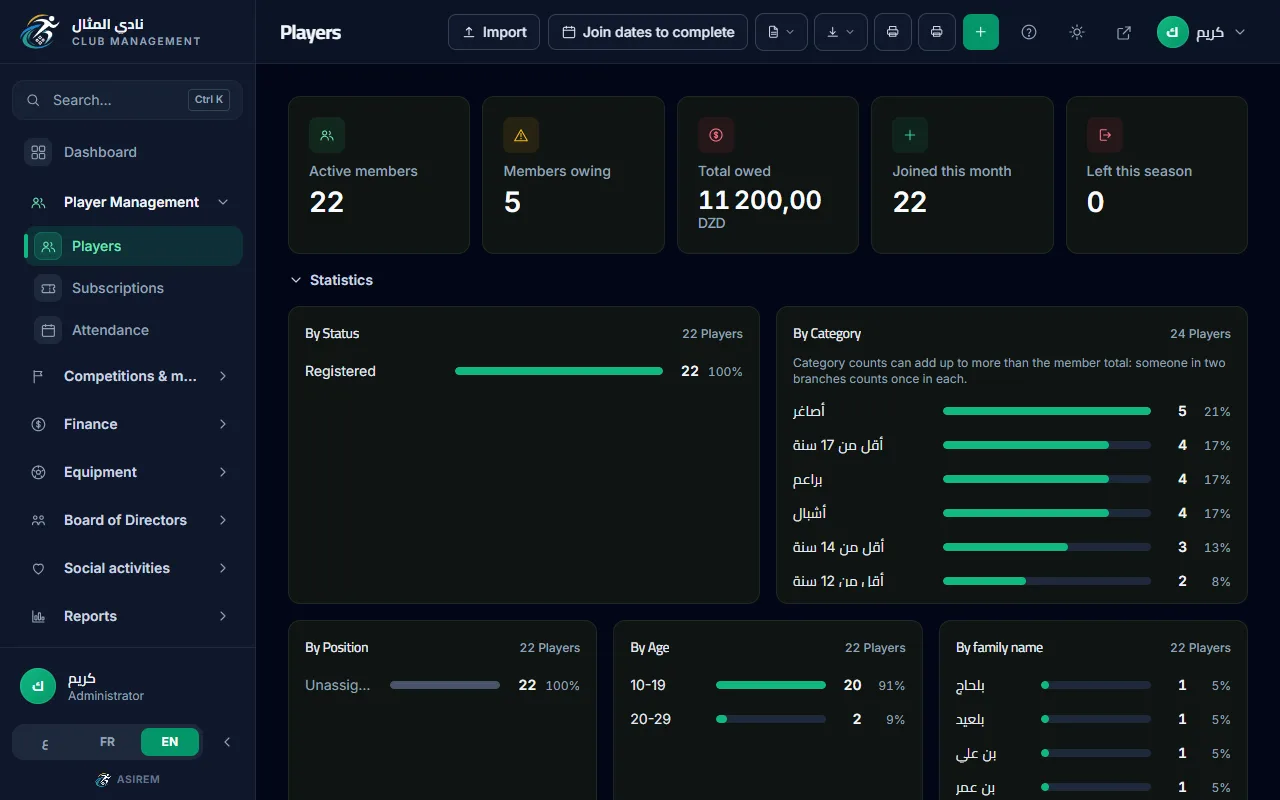 نادي المثال
CLUB MANAGEMENT
Search...
Ctrl K
Dashboard
Player Management
Players
Subscriptions
Attendance
Competitions & m...
Finance
Equipment
Board of Directors
Social activities
Reports
كريم
Administrator
ع
FR
EN
ASIREM
Players
Import
Join dates to complete
كريم
Active members
22
Members owing
5
Total owed
11 200,00
DZD
Joined this month
22
Left this season
0
Statistics
By Status
22 Players
Registered 22 100%
By Category
24 Players
Category counts can add up to more than the member total: someone in two
branches counts once in each.
أصاغر 5 21%
أقل من 17 سنة 4 17%
براعم 4 17%
أشبال 4 17%
أقل من 14 سنة 3 13%
أقل من 12 سنة 2 8%
By Position
22 Players
Unassig... 22 100%
By Age
22 Players
10-19 20 91%
20-29 2 9%
By family name
22 Players
بلحاج 1 5%
بلعيد 1 5%
بن علي 1 5%
بن عمر 1 5%